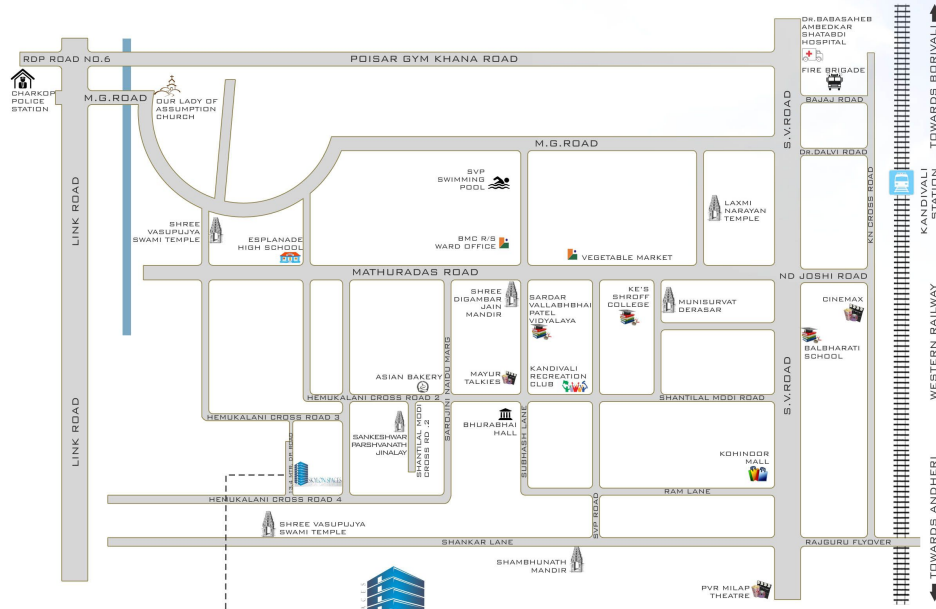 DR.BABASAHEB
AMBEDKAR
SHATABDI
HOSPITAL
TOWARDS BORIVALI
RDP ROAD NO.6
POISAR GYM KHANA ROAD
FIRE BRIGADE
CHARKOP
POLICE
STATION
M.G.ROAD
OUR LADY OF
ASSUMPTION
CHURCH
BAJAJ ROAD
S.V.ROAD
M.G.ROAD
DR.DALVI ROAD
SVP
SWIMMING
POOL
KANDIVALI
STATION
LINK ROAD
LAXMI
NARAYAN
TEMPLE
KN CROSS ROAD
SHREE
VASUPUJYA
SWAMI TEMPLE
ESPLANADE
HIGH SCHOOL
BMC R/S
WARD OFFICE
VEGETABLE MARKET
MATHURADAS ROAD
ND JOSHI ROAD
SHREE
DIGAMBAR
JAIN
MANDIR
SARDAR
VALLABHBHAI
PATEL
VIDYALAYA
KE'S
SHROFF
COLLEGE
MUNISURVAT
DERASAR
CINEMAX
WESTERN RAILWAY
BALBHARATI
SCHOOL
SAROJINI NAIDU MARG
ASIAN BAKERY
MAYUR
TALKIES
KANDIVALI
RECREATION
CLUB
S.V.ROAD
HEMUKALANI CROSS ROAD 2
SHANTILAL MODI ROAD
HEMUKALANI CROSS ROAD 3
LINK ROAD
SANKESHWAR
PARSHVANATH
JINALAY
SHANTILAL MODI
CROSS RD .2
BHURABHAI
HALL
SUBHASH LANE
KOHINOOR
MALL
13.4 MTR. DP ROAD
HEMUKALANI CROSS ROAD 4
RAM LANE
SVP ROAD
SHREE VASUPUJYA
SWAMI TEMPLE
SHANKAR LANE
RAJGURU FLYOVER
TOWARDS ANDHERI
SHAMBHUNATH
MANDIR
PVR MILAP
THEATRE